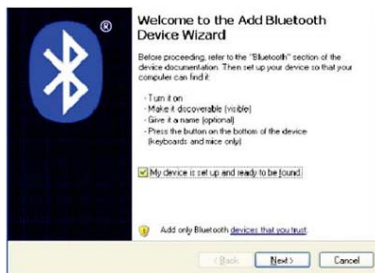 ®
Welcome to the Add Bluetooth
Device Wizard
Before proceeding, refer to the "Bluetooth" section of the
device documentation. Then set up your device so that your
computer can find it:
- Turn it on
- Make it discoverable (visible)
- Give it a name (optional)
- Press the button on the bottom of the device
(keyboards and mice only)
My device is set up and ready to be found.
Add only Bluetooth devices that you trust.
< Back
Next >
Cancel